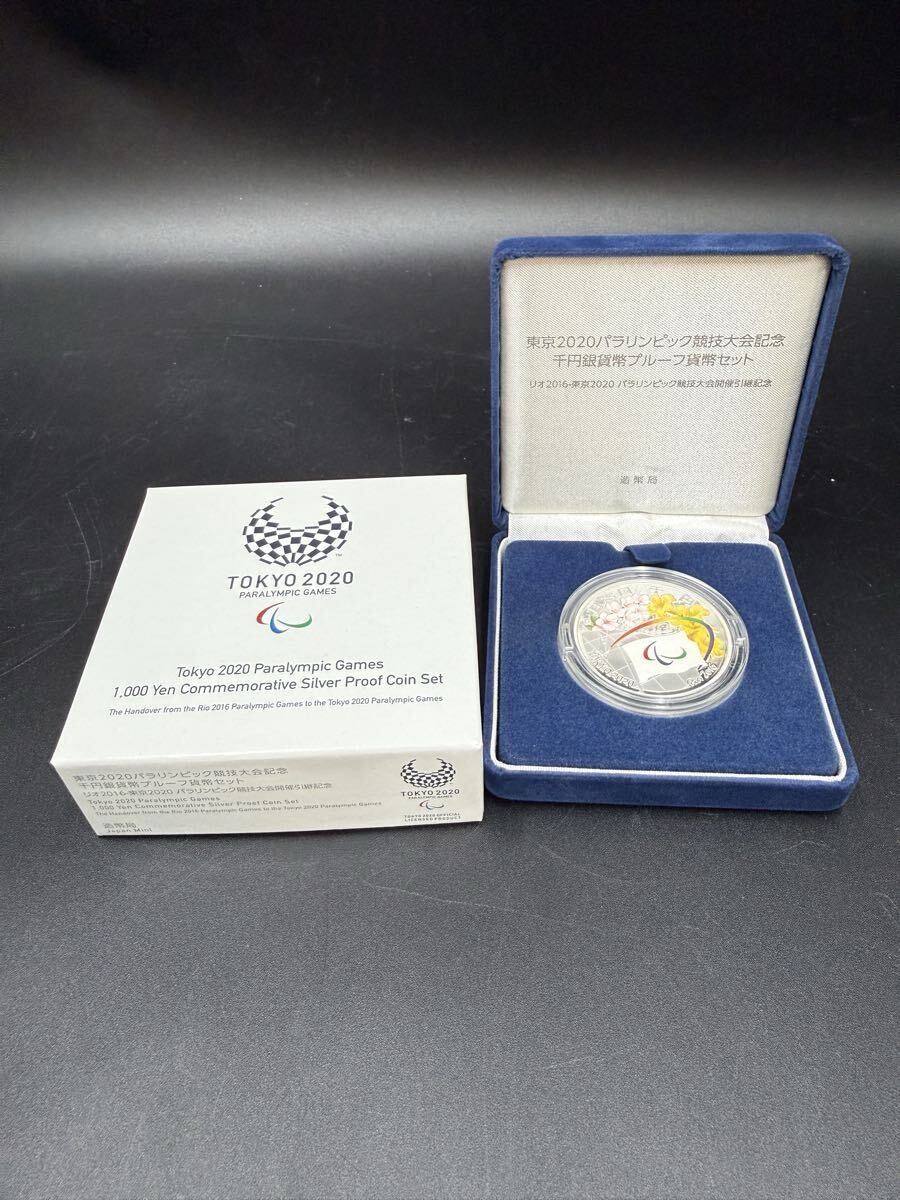 TOKYO 2020
PARALYMPIC GAMES
Tokyo 2020 Paralympic Games
1,000 Yen Commemorative Silver Proof Coin Set
The Handover from the Rio 2016 Paralympic Games to the Tokyo 2020 Paralympic Games
東京2020パラリンピック競技大会記念
千円銀貨幣プルーフ貨幣セット
リオ2016-東京2020 パラリンピック競技大会開催引継記念
Tokyo 2020 Paralympic Games
1,000 Yen Commemorative Silver Proof Coin Set
The Handover from the Rio 2016 Paralympic Games to the Tokyo 2020 Paralympic Games
造幣局
Japan Mint
TOKYO 2020
PARALYMPIC GAMES
TOKYO 2020 OFFICIAL
LICENSED PRODUCT
東京2020パラリンピック競技大会記念
千円銀貨幣プルーフ貨幣セット
リオ2016-東京2020 パラリンピック競技大会開催引継記念
造幣局